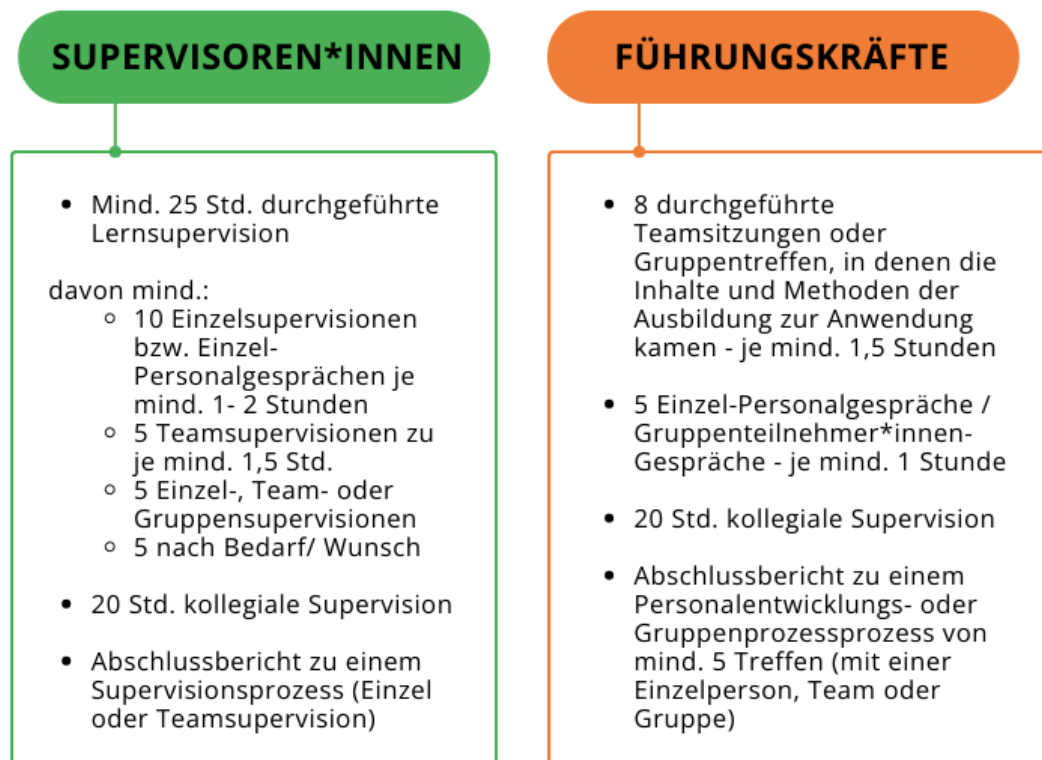 SUPERVISOREN*INNEN
• Mind. 25 Std. durchgeführte
Lernsupervision
davon mind.:
◦ 10 Einzelsupervisionen
bzw. Einzel-
Personalgesprächen je
mind. 1- 2 Stunden
◦ 5 Teamsupervisionen zu
je mind. 1,5 Std.
◦ 5 Einzel-, Team- oder
Gruppensupervisionen
◦ 5 nach Bedarf/ Wunsch
• 20 Std. kollegiale Supervision
• Abschlussbericht zu einem
Supervisionsprozess (Einzel
oder Teamsupervision)
FÜHRUNGSKRÄFTE
• 8 durchgeführte
Teamsitzungen oder
Gruppentreffen, in denen die
Inhalte und Methoden der
Ausbildung zur Anwendung
kamen - je mind. 1,5 Stunden
• 5 Einzel-Personalgespräche /
Gruppenteilnehmer*innen-
Gespräche - je mind. 1 Stunde
• 20 Std. kollegiale Supervision
• Abschlussbericht zu einem
Personalentwicklungs- oder
Gruppenprozessprozess von
mind. 5 Treffen (mit einer
Einzelperson, Team oder
Gruppe)